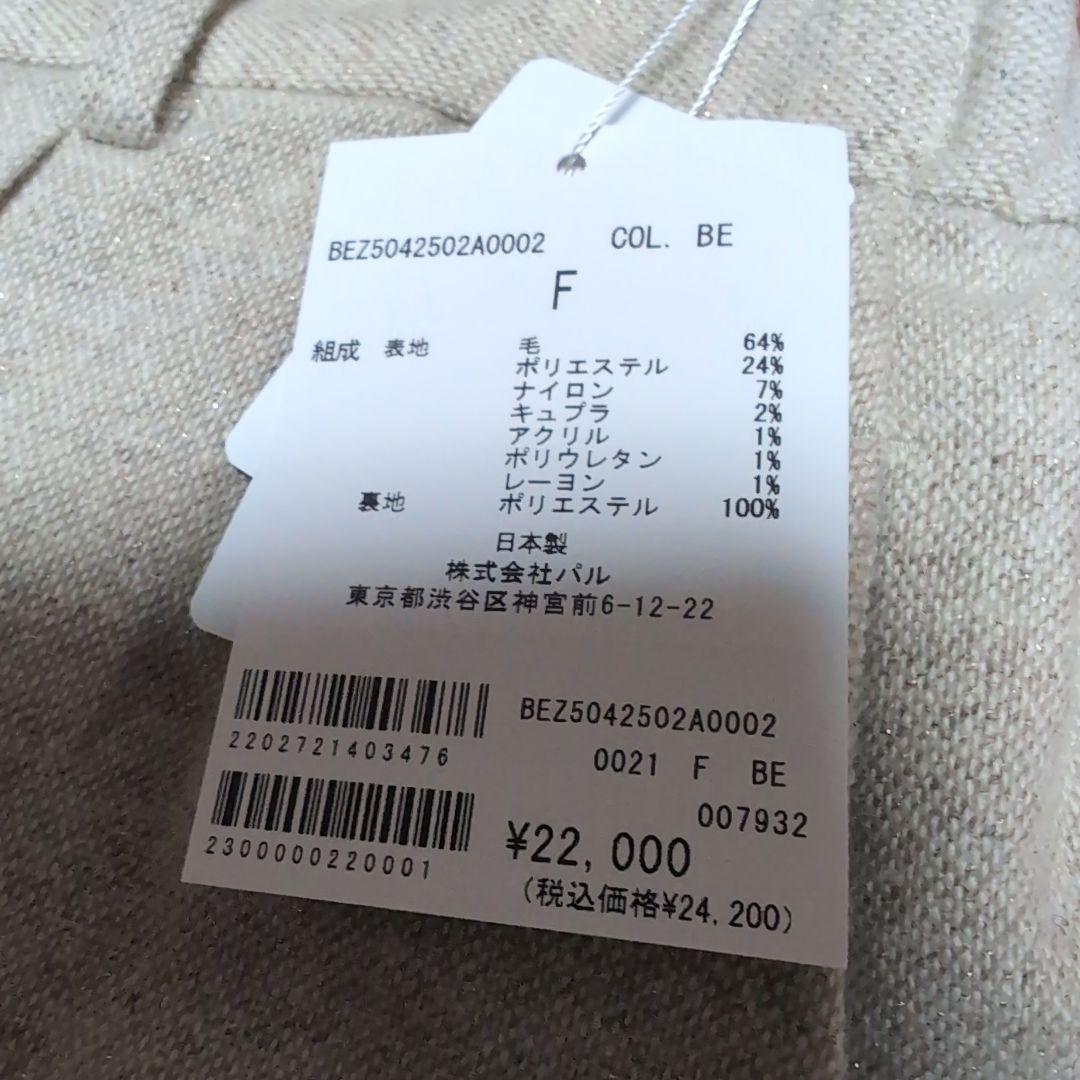 BEZ5042502A0002 COL. BE
F
組成 表地 毛 64%
ポリエステル 24%
ナイロン 7%
キュプラ 2%
アクリル 1%
ポリウレタン 1%
レーヨン 1%
裏地 ポリエステル 100%
日本製
株式会社パル
東京都渋谷区神宮前6-12-22
2202721403476
2300000220001
BEZ5042502A0002
0021 F BE
007932
¥22,000
(税込価格¥24,200)